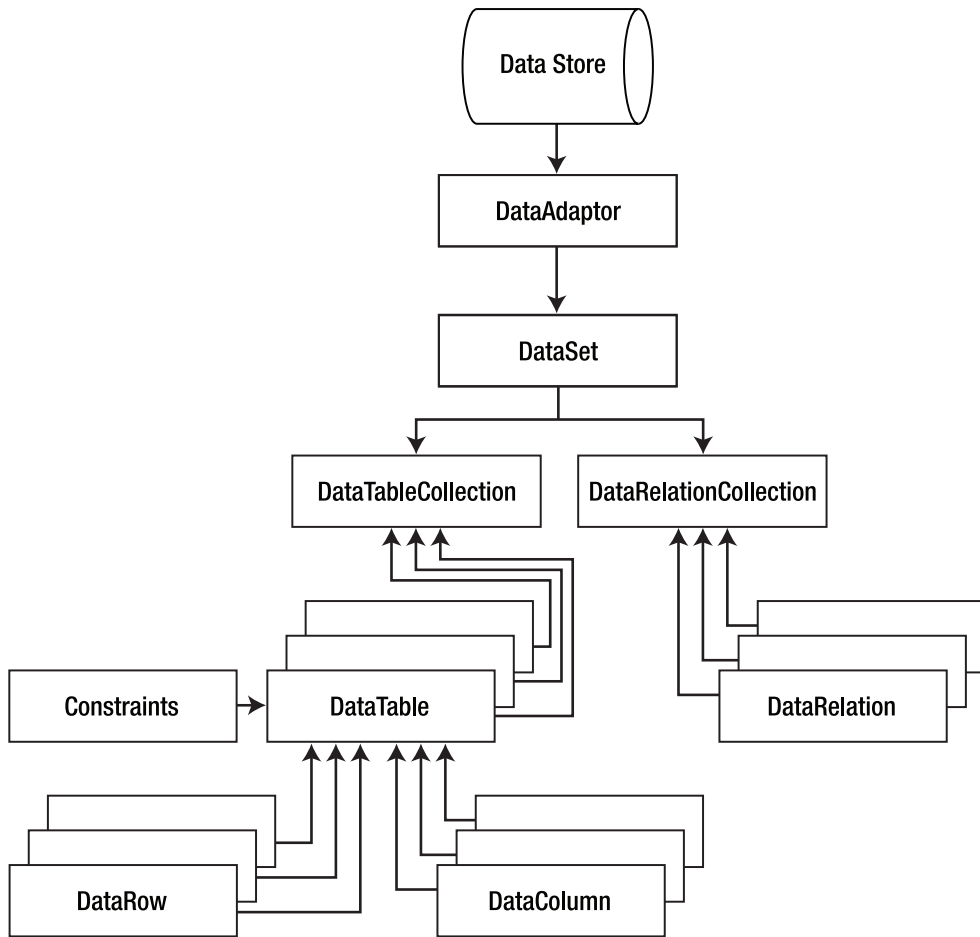 Data Store
DataAdaptor
DataSet
DataTableCollection
DataRelationCollection
Constraints
DataTable
DataRelation
DataRow
DataColumn